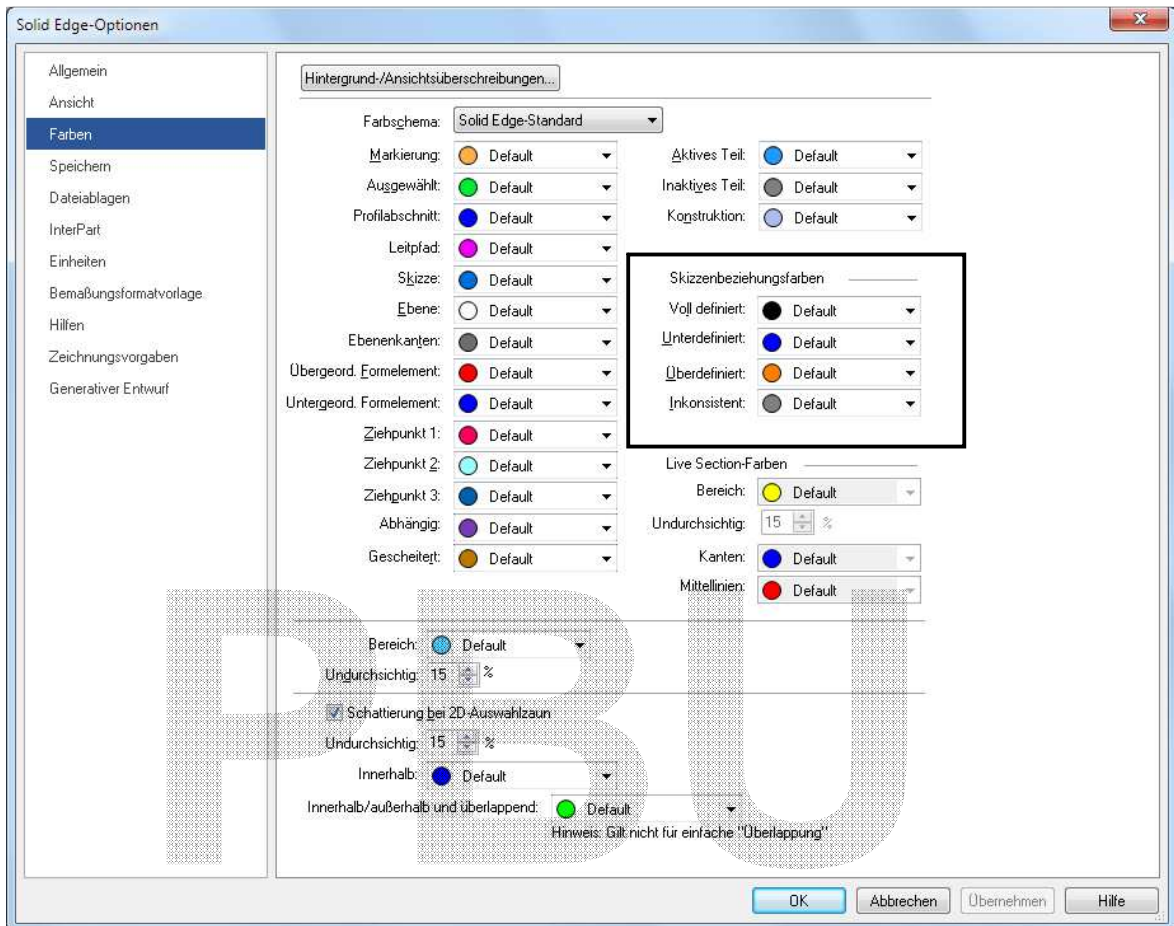 Solid Edge-Optionen
Allgemein
Ansicht
Farben
Speichern
Dateiablagen
InterPart
Einheiten
Bemaßungsformatvorlage
Hilfen
Zeichnungsvorgaben
Generativer Entwurf
Hintergrund-/Ansichtsüberschreibungen...
Farbschema: Solid Edge-Standard
Markierung: Default
Ausgewählt: Default
Profilabschnitt: Default
Leitpfad: Default
Skizze: Default
Ebene: Default
Ebenenkanten: Default
Übergeord. Formelement: Default
Untergeord. Formelement: Default
Ziehpunkt 1: Default
Ziehpunkt 2: Default
Ziehpunkt 3: Default
Abhängig: Default
Gescheitert: Default
Aktives Teil: Default
Inaktives Teil: Default
Konstruktion: Default
Skizzenbeziehungsfarben
Voll definiert: Default
Unterdefiniert: Default
Überdefiniert: Default
Inkonsistent: Default
Live Section-Farben
Bereich: Default
Undurchsichtig: 15 %
Kanten: Default
Mittellinien: Default
Bereich: Default
Undurchsichtig: 15 %
Schattierung bei 2D-Auswahlzaun
Undurchsichtig: 15 %
Innerhalb: Default
Innerhalb/außerhalb und überlappend: Default
Hinweis: Gilt nicht für einfache "Überlappung"
PBU
OK
Abbrechen
Übernehmen
Hilfe